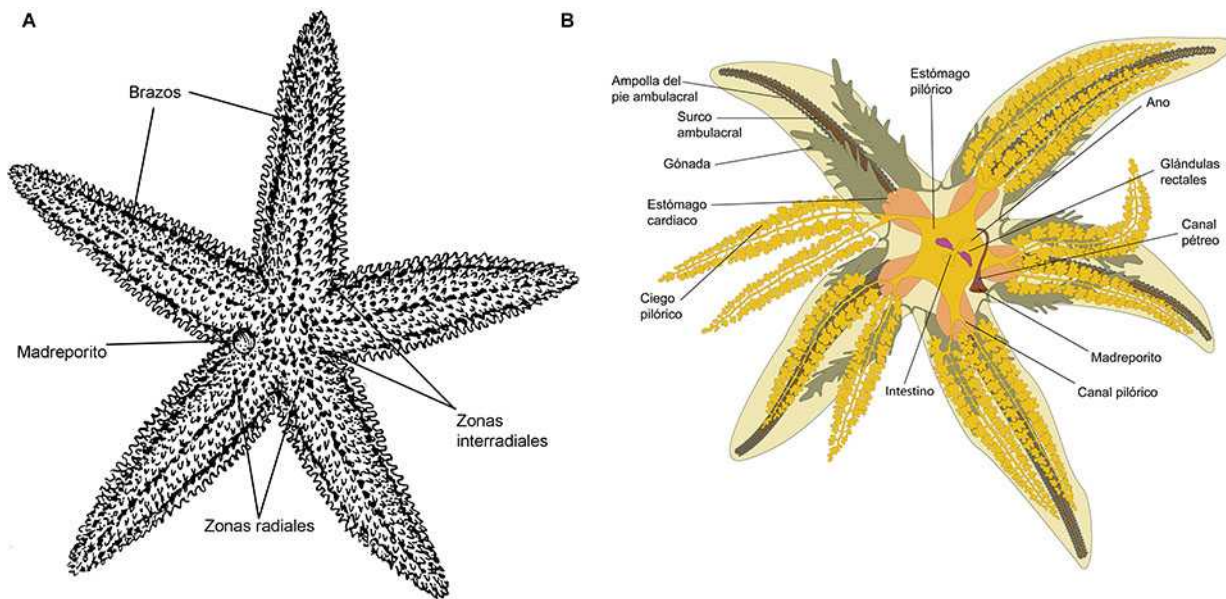 A
Brazos
Madreporito
Zonas
interradiales
Zonas radiales
B
Ampolla del
pie ambulacral
Surco
ambulacral
Gónada
Estómago
cardiaco
Ciego
pilórico
Estómago
pilórico
Ano
Glándulas
rectales
Canal
pétreo
Madreporito
Canal pilórico
Intestino